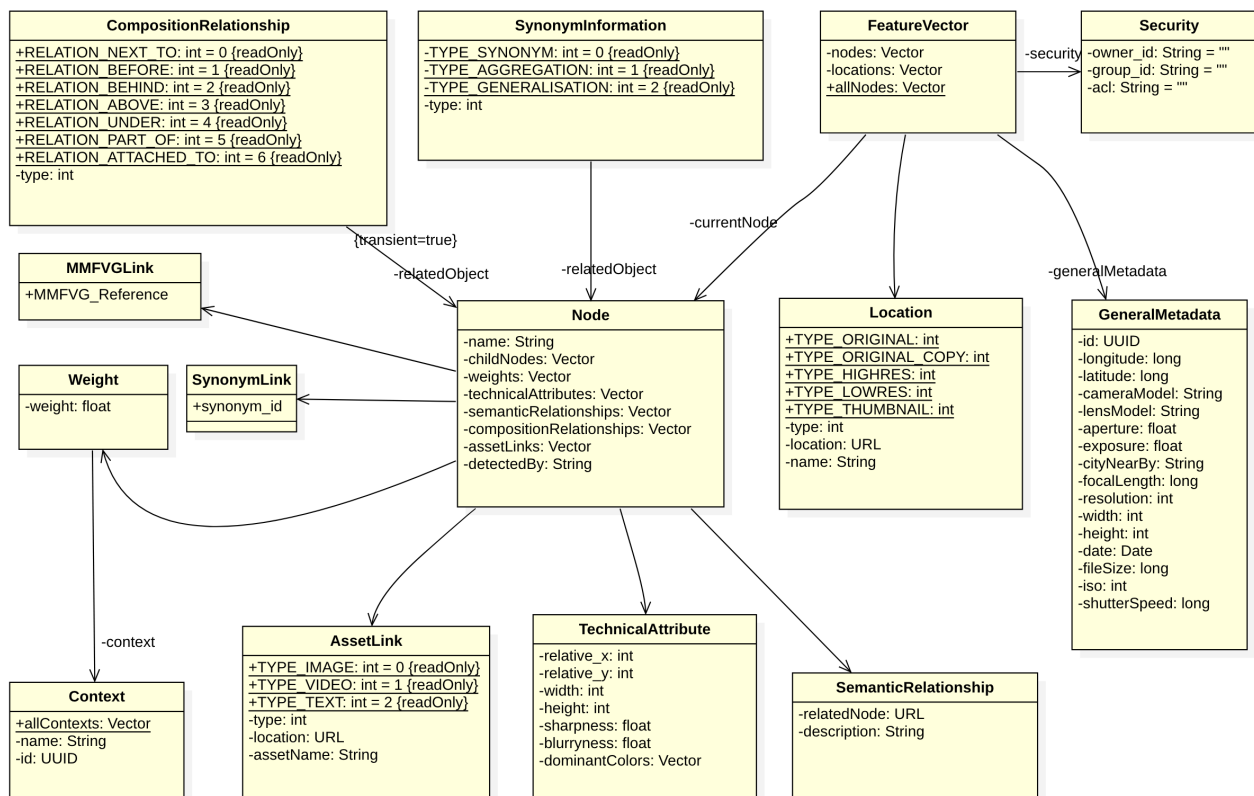 CompositionRelationship
+RELATION_NEXT_TO: int = 0 {readOnly}
+RELATION_BEFORE: int = 1 {readOnly}
+RELATION_BEHIND: int = 2 {readOnly}
+RELATION_ABOVE: int = 3 {readOnly}
+RELATION_UNDER: int = 4 {readOnly}
+RELATION_PART_OF: int = 5 {readOnly}
+RELATION_ATTACHED_TO: int = 6 {readOnly}
-type: int
SynonymInformation
-TYPE_SYNONYM: int = 0 {readOnly}
-TYPE_AGGREGATION: int = 1 {readOnly}
-TYPE_GENERALISATION: int = 2 {readOnly}
-type: int
FeatureVector
-nodes: Vector
-locations: Vector
+allNodes: Vector
-security
Security
-owner_id: String = ""
-group_id: String = ""
-acl: String = ""
{transient=true}
-relatedObject
-relatedObject
-currentNode
-generalMetadata
MMFVGLink
+MMFVG_Reference
Weight
-weight: float
SynonymLink
+synonym_id
Node
-name: String
-childNodes: Vector
-weights: Vector
-technicalAttributes: Vector
-semanticRelationships: Vector
-compositionRelationships: Vector
-assetLinks: Vector
-detectedBy: String
Location
+TYPE_ORIGINAL: int
+TYPE_ORIGINAL_COPY: int
+TYPE_HIGHRES: int
+TYPE_LOWRES: int
+TYPE_THUMBNAIL: int
-type: int
-location: URL
-name: String
GeneralMetadata
-id: UUID
-longitude: long
-latitude: long
-cameraModel: String
-lensModel: String
-aperture: float
-exposure: float
-cityNearBy: String
-focalLength: long
-resolution: int
-width: int
-height: int
-date: Date
-fileSize: long
-iso: int
-shutterSpeed: long
-context
Context
+allContexts: Vector
-name: String
-id: UUID
AssetLink
+TYPE_IMAGE: int = 0 {readOnly}
+TYPE_VIDEO: int = 1 {readOnly}
+TYPE_TEXT: int = 2 {readOnly}
-type: int
-location: URL
-assetName: String
TechnicalAttribute
-relative_x: int
-relative_y: int
-width: int
-height: int
-sharpness: float
-blurryness: float
-dominantColors: Vector
SemanticRelationship
-relatedNode: URL
-description: String